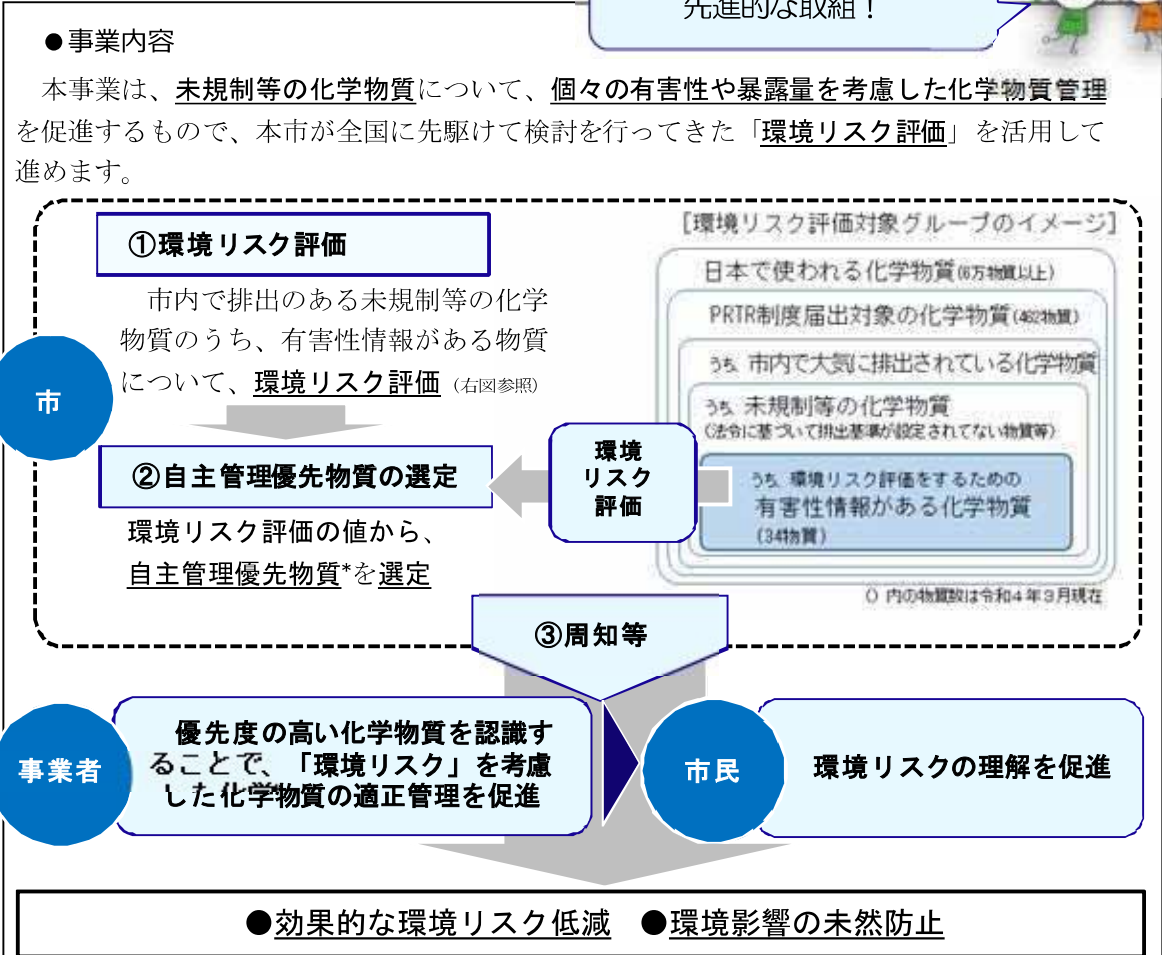 先進的な取組！
●事業内容
本事業は、未規制等の化学物質について、個々の有害性や暴露量を考慮した化学物質管理
を促進するもので、本市が全国に先駆けて検討を行ってきた「環境リスク評価」を活用して
進めます。
①環境リスク評価
市内で排出のある未規制等の化学
物質のうち、有害性情報がある物質
について、環境リスク評価（右図参照）
市
②自主管理優先物質の選定
環境リスク評価の値から、
自主管理優先物質*を選定
環境
リスク
評価
[環境リスク評価対象グループのイメージ]
日本で使われる化学物質(6万物質以上)
PRTR制度届出対象の化学物質(462物質)
うち 市内で大気に排出されている化学物質
うち 未規制等の化学物質
(法令に基づいて排出基準が設定されてない物質等)
うち 環境リスク評価をするための
有害性情報がある化学物質
(34物質)
() 内の物質数は令和4年3月現在
③周知等
事業者
優先度の高い化学物質を認識す
ることで、「環境リスク」を考慮
した化学物質の適正管理を促進
市民
環境リスクの理解を促進
●効果的な環境リスク低減 ●環境影響の未然防止